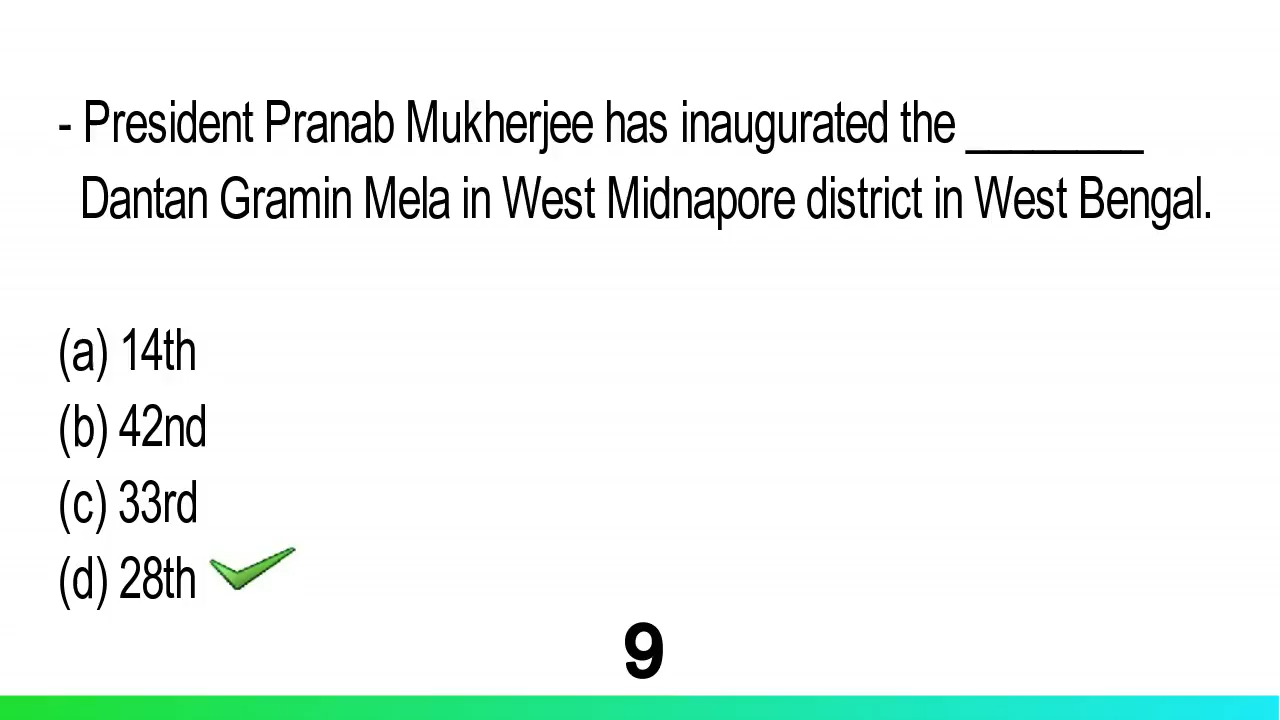 - President Pranab Mukherjee has inaugurated the ________
Dantan Gramin Mela in West Midnapore district in West Bengal.
(a) 14th
(b) 42nd
(c) 33rd
(d) 28th
9